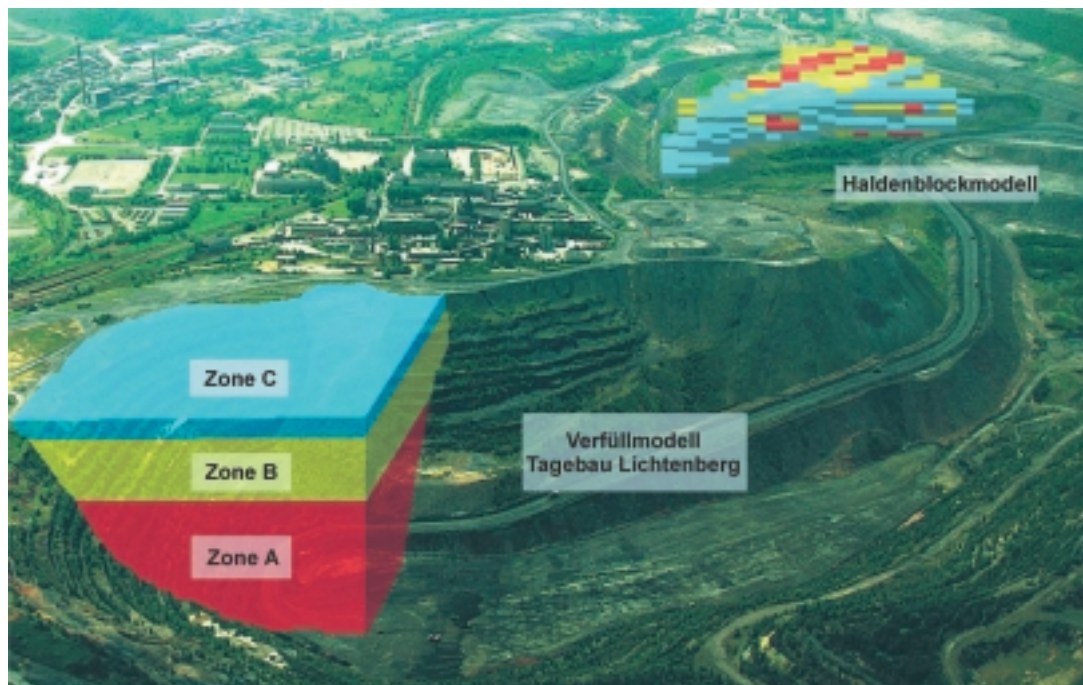 Haldenblockmodell
Zone C
Verfüllmodell
Tagebau Lichtenberg
Zone B
Zone A